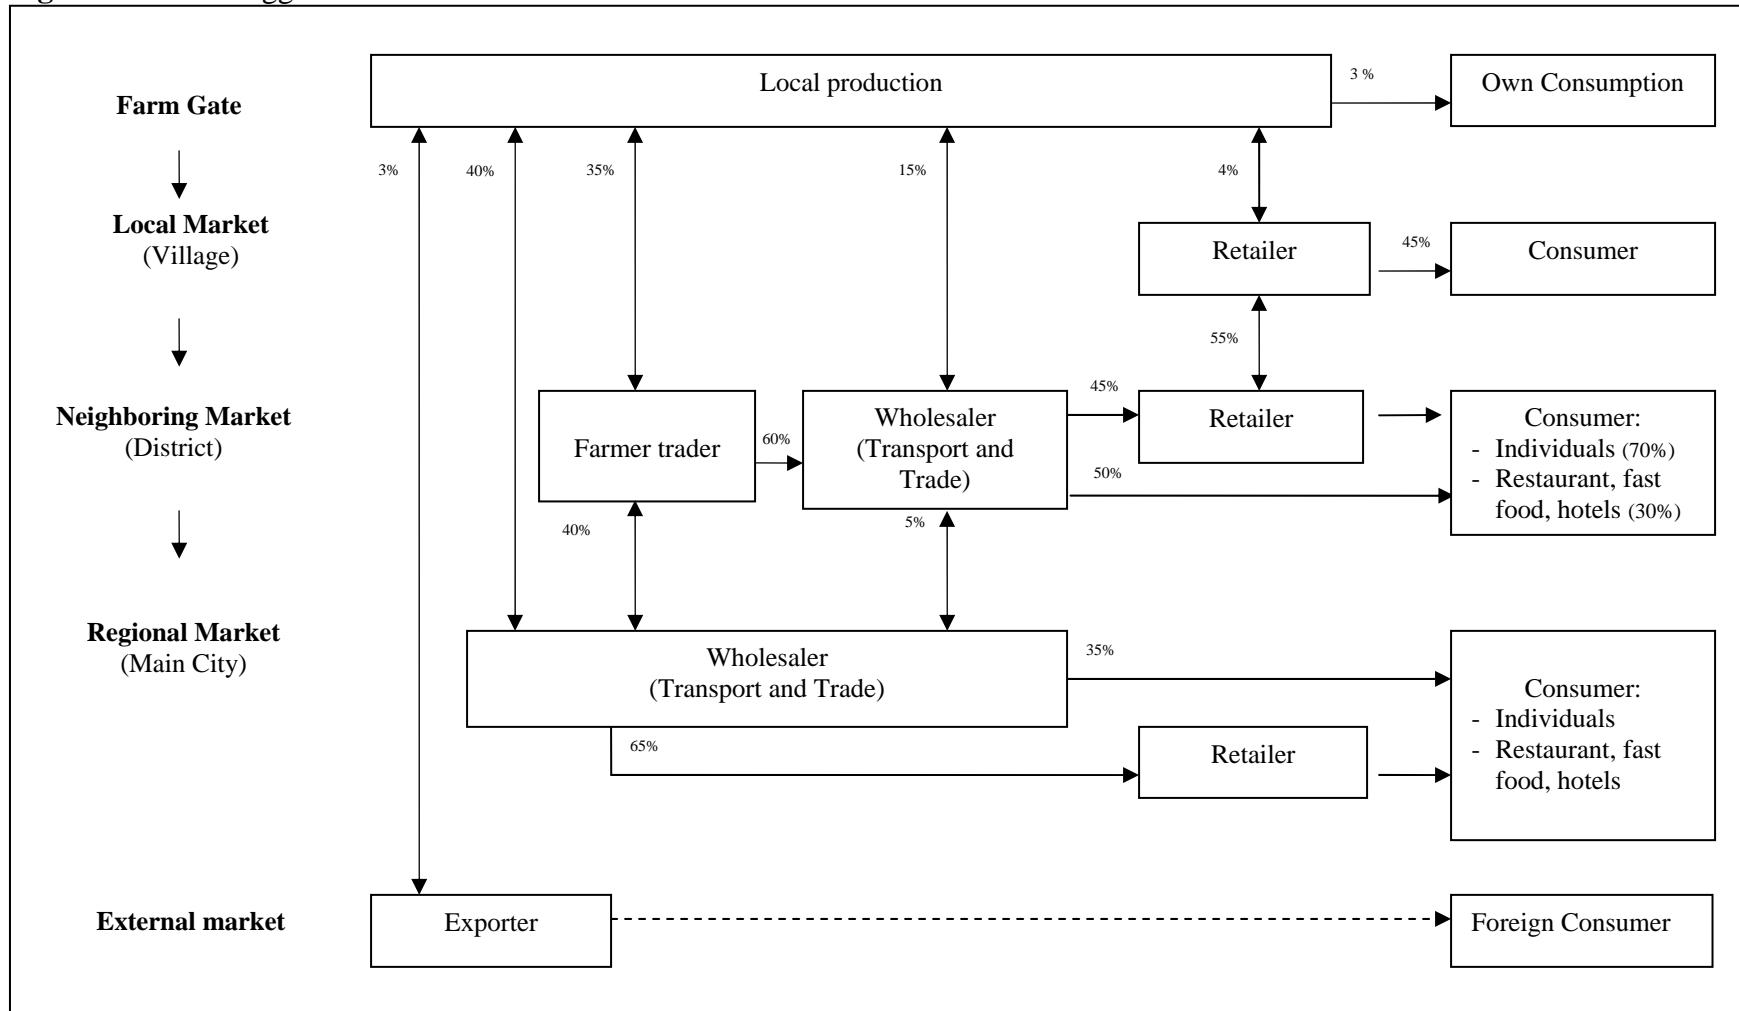 Local production
3 %
Own Consumption
Farm Gate
3%
40%
35%
15%
4%
Local Market
(Village)
Retailer
45%
Consumer
55%
Neighboring Market
(District)
Farmer trader
60%
Wholesaler
(Transport and
Trade)
45%
Retailer
50%
Consumer:
- Individuals (70%)
- Restaurant, fast
food, hotels (30%)
40%
5%
Regional Market
(Main City)
Wholesaler
(Transport and Trade)
35%
65%
Retailer
Consumer:
- Individuals
- Restaurant, fast
food, hotels
External market
Exporter
Foreign Consumer